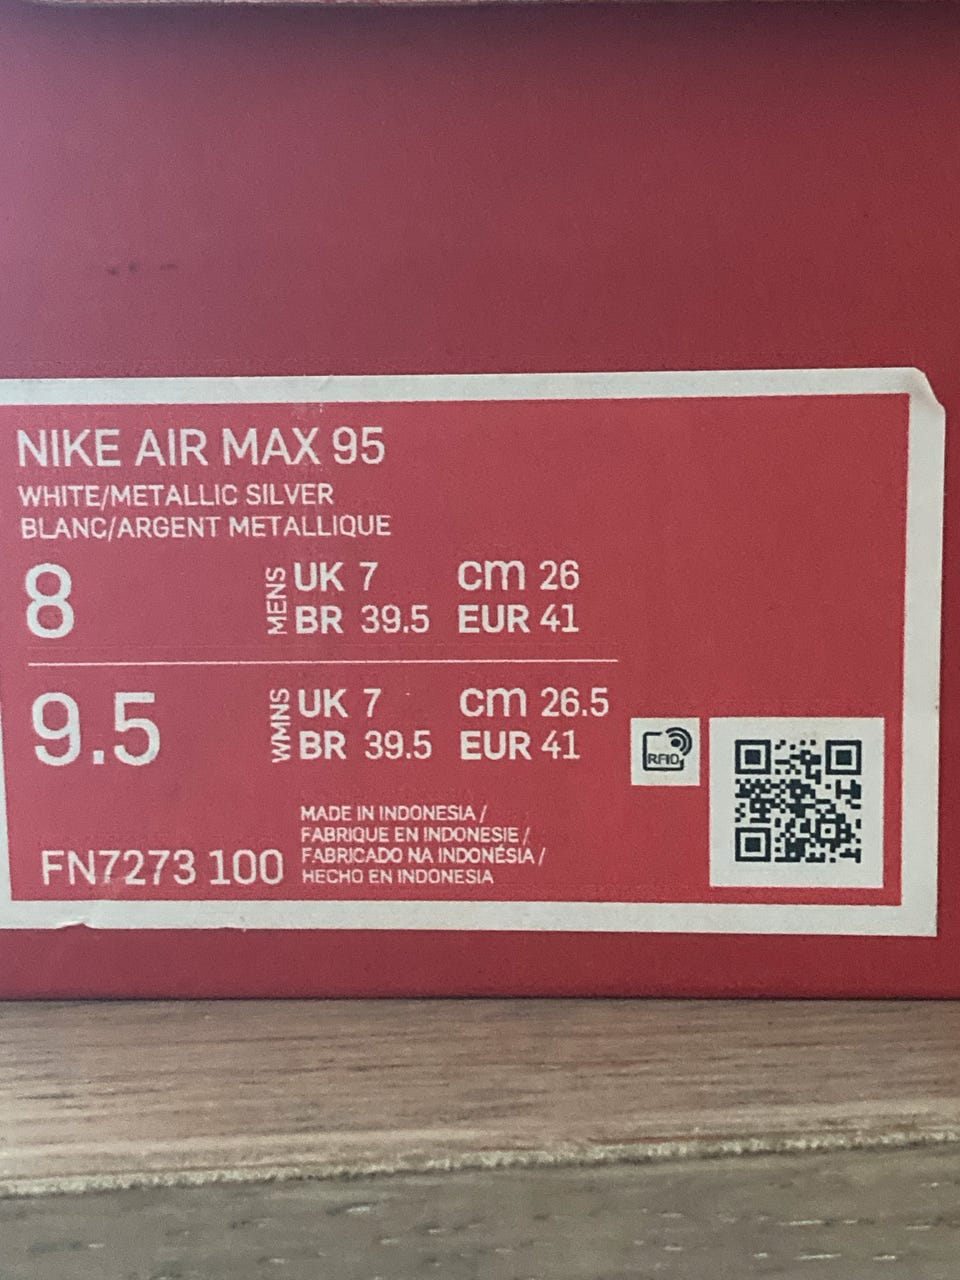 NIKE AIR MAX 95
WHITE/METALLIC SILVER
BLANC/ARGENT METALLIQUE
8 MENS UK 7 cm 26
BR 39.5 EUR 41
9.5 WMNS UK 7 cm 26.5
BR 39.5 EUR 41
RFID
MADE IN INDONESIA /
FABRIQUE EN INDONESIE /
FABRICADO NA INDONÉSIA /
HECHO EN INDONESIA
FN7273 100